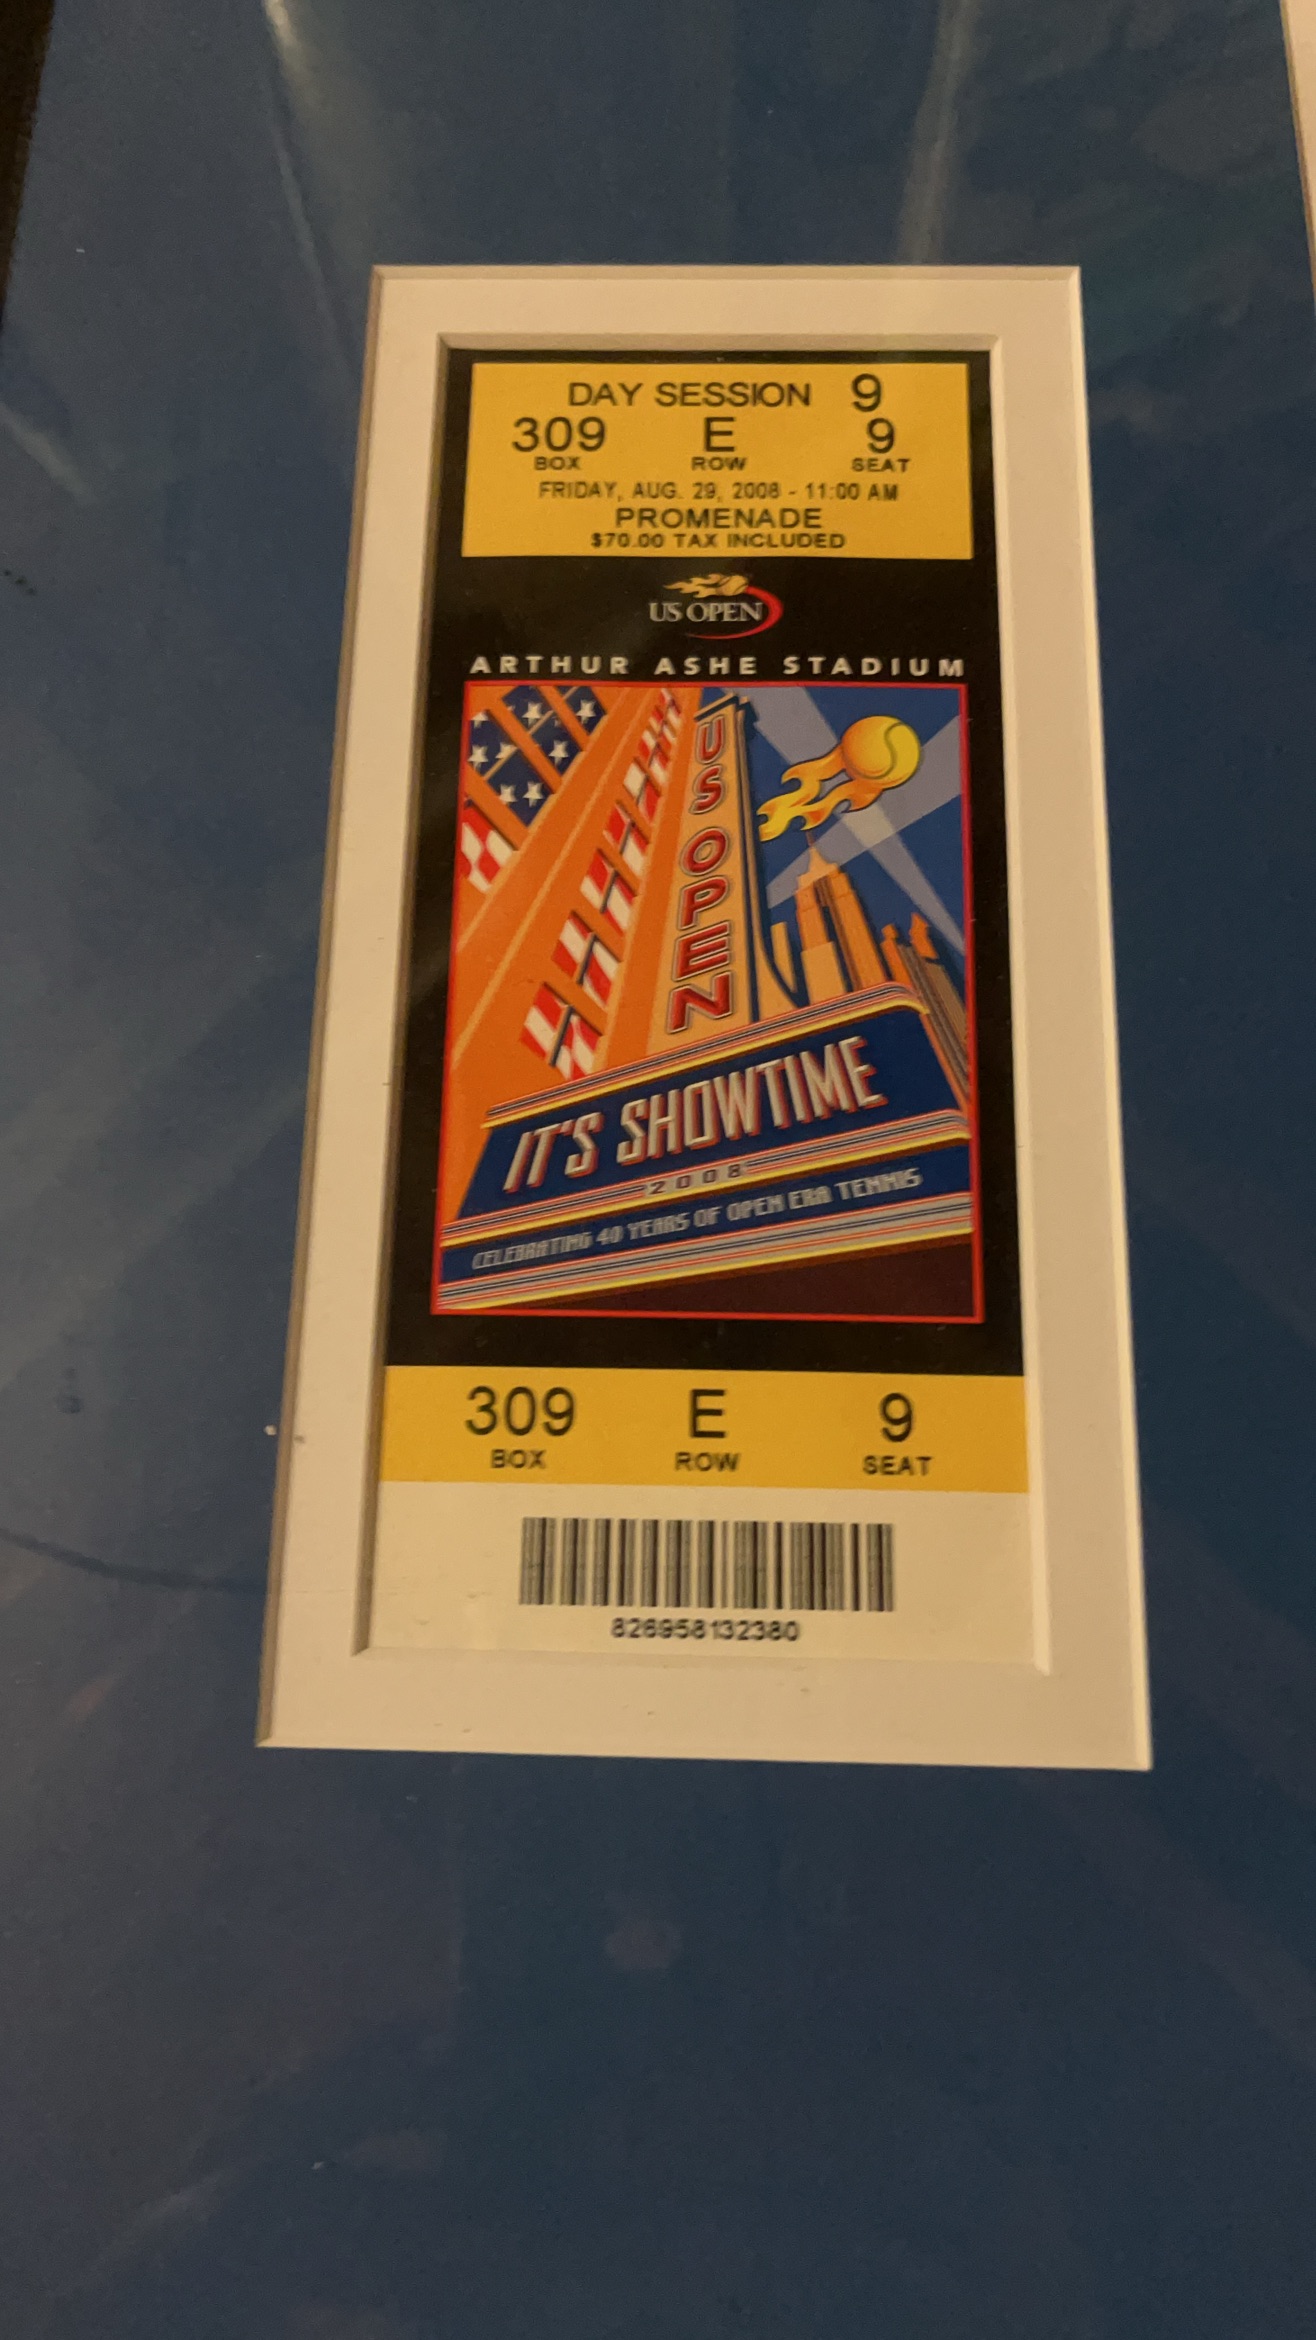 DAY SESSION 9
309 E 9
BOX ROW SEAT
FRIDAY, AUG. 29, 2008 - 11:00 AM
PROMENADE
$70.00 TAX INCLUDED
US OPEN
ARTHUR ASHE STADIUM
US OPEN
IT'S SHOWTIME
2008
CELEBRATING 40 YEARS OF OPEN ERA TENNIS
309 E 9
BOX ROW SEAT
826958132380